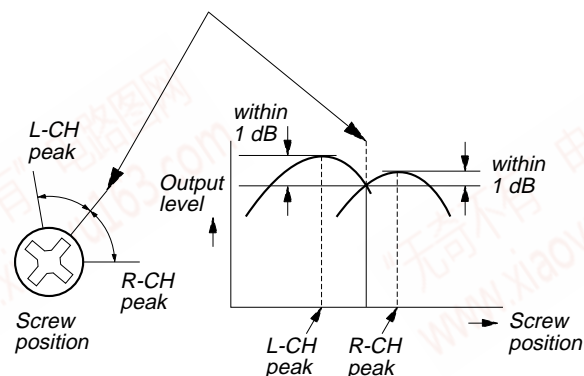 L-CH
peak
R-CH
peak
Screw
position
within
1 dB
Output
level
within
1 dB
L-CH
peak
R-CH
peak
Screw
position